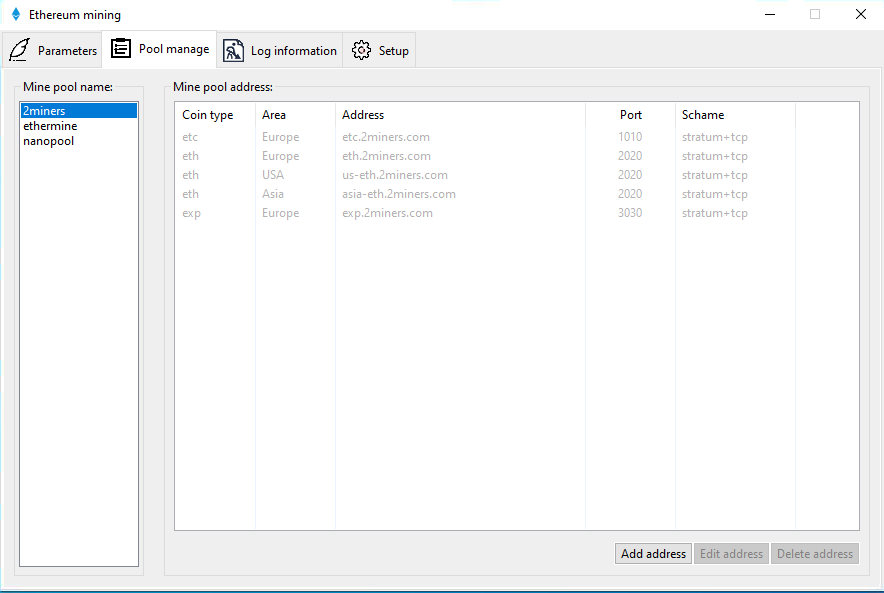 Ethereum mining
Parameters Pool manage Log information Setup
Mine pool name:
2miners
ethermine
nanopool
Mine pool address:
Coin type Area Address Port Schame
etc Europe etc.2miners.com 1010 stratum+tcp
eth Europe eth.2miners.com 2020 stratum+tcp
eth USA us-eth.2miners.com 2020 stratum+tcp
eth Asia asia-eth.2miners.com 2020 stratum+tcp
exp Europe exp.2miners.com 3030 stratum+tcp
Add address Edit address Delete address